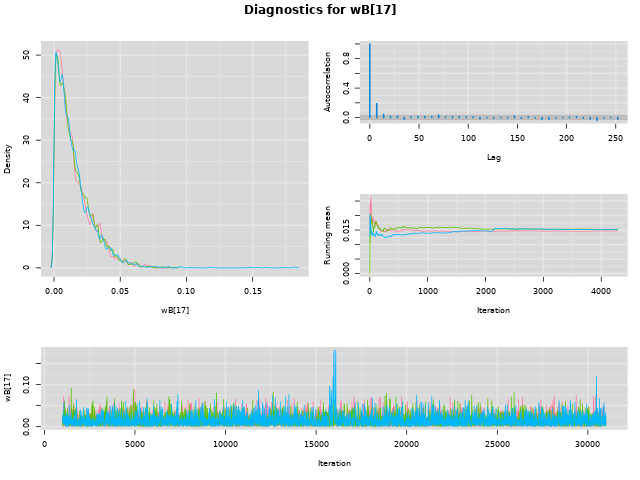 Diagnostics for wB[17]
Density
50
40
30
20
10
0
0.00 0.05 0.10 0.15
wB[17]
Autocorrelation
0.8
0.4
0.0
0 50 100 150 200 250
Lag
Running mean
0.015
0.000
0 1000 2000 3000 4000
Iteration
wB[17]
0.10
0.00
0 5000 10000 15000 20000 25000 30000
Iteration